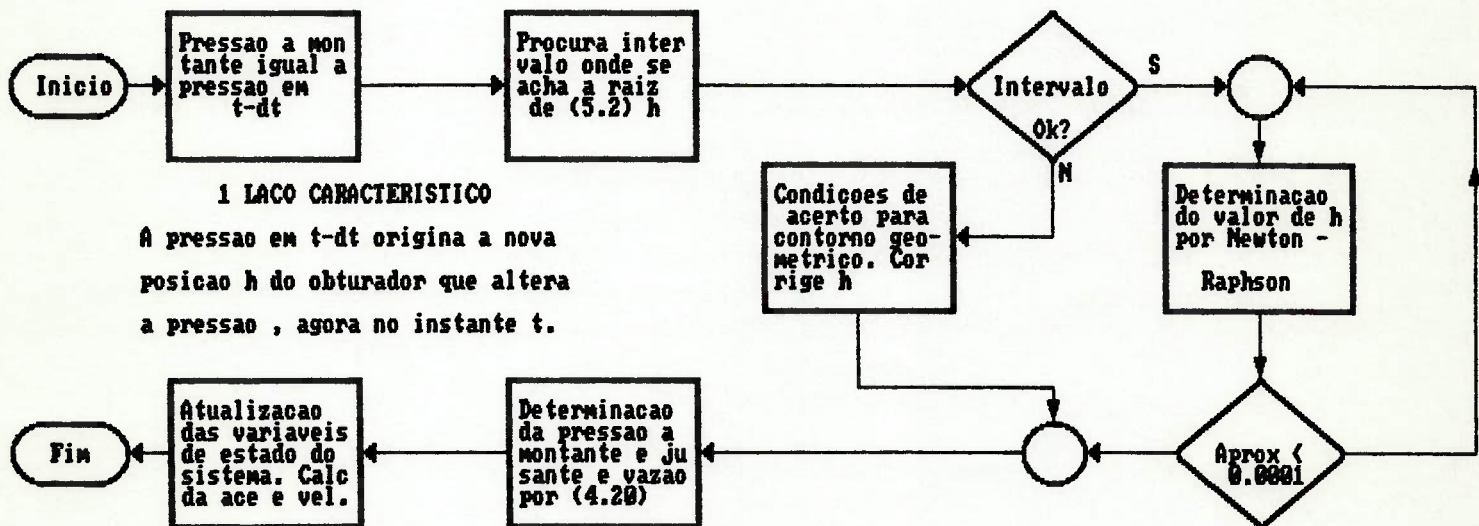 Inicio
Pressao a mon
tante igual a
pressao em
t-dt
Procura inter
valo onde se
acha a raiz
de (5.2) h
Intervalo
Ok?
S
N
Condicoes de
acerto para
contorno geo-
metrico. Cor
rige h
Determinacao
do valor de h
por Newton -
Raphson
1 LACO CARACTERISTICO
A pressao em t-dt origina a nova
posicao h do obturador que altera
a pressao , agora no instante t.
Aprox <
0.0001
Determinacao
da pressao a
montante e ju
sante e vazao
por (4.20)
Atualizacao
das variaveis
de estado do
sistema. Calc
da ace e vel.
Fim